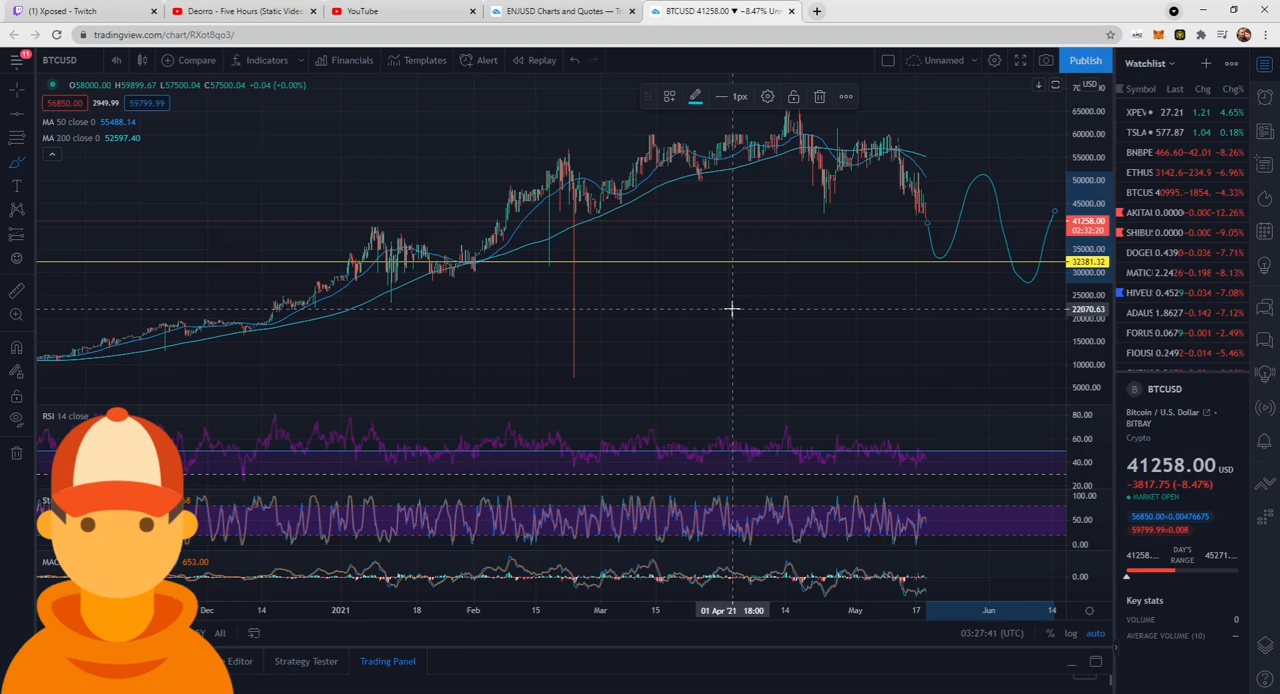 (1) Xposed - Twitch
Deorro - Five Hours (Static Video
YouTube
ENJUSD Charts and Quotes — Tr
BTCUSD 41258.00 ▼ −8.47% Unn
tradingview.com/chart/RXot8qo3/
11
BTCUSD 4h Compare Indicators Financials Templates Alert Replay Unnamed Publish
O58000.00 H59899.67 L57500.04 C57500.04 +0.04 (+0.00%)
56850.00 2949.99 59799.99
MA 50 close 0 55488.14
MA 200 close 0 52597.40
1px
USD
65000.00
60000.00
55000.00
50000.00
45000.00
41258.00
02:32:20
35000.00
32381.32
30000.00
25000.00
22070.63
20000.00
15000.00
10000.00
5000.00
RSI 14 close
80.00
60.00
40.00
20.00
100.00
50.00
0.00
653.00
0.00
Dec 14 2021 18 Feb 15 Mar 15 01 Apr '21 18:00 14 May 17 Jun 14
All
03:27:41 (UTC) % log auto
Editor Strategy Tester Trading Panel
Watchlist
Symbol Last Chg Chg%
XPEV 27.21 1.21 4.65%
TSLA 577.87 1.04 0.18%
BNBPE 466.60 −42.01 −8.26%
ETHUS 3142.6 −234.9 −6.96%
BTCUS 40995. −1854. −4.33%
AKITAI 0.0000 −0.000 −12.26%
SHIBU 0.0000 −0.000 −9.05%
DOGEU 0.439 −0.036 −7.71%
MATIC 2.2426 −0.198 −8.13%
HIVEU 0.4529 −0.034 −7.08%
ADAUS 1.8627 −0.142 −7.12%
FORUS 0.0679 −0.001 −2.49%
FIOUSI 0.2492 −0.014 −5.46%
B BTCUSD
Bitcoin / U.S. Dollar
BITBAY
Crypto
41258.00 USD
−3817.75 (−8.47%)
MARKET OPEN
56850.00×0.00476675
59799.99×0.008
41258.... DAY'S RANGE 45271....
Key stats
VOLUME 0
AVERAGE VOLUME (10) —